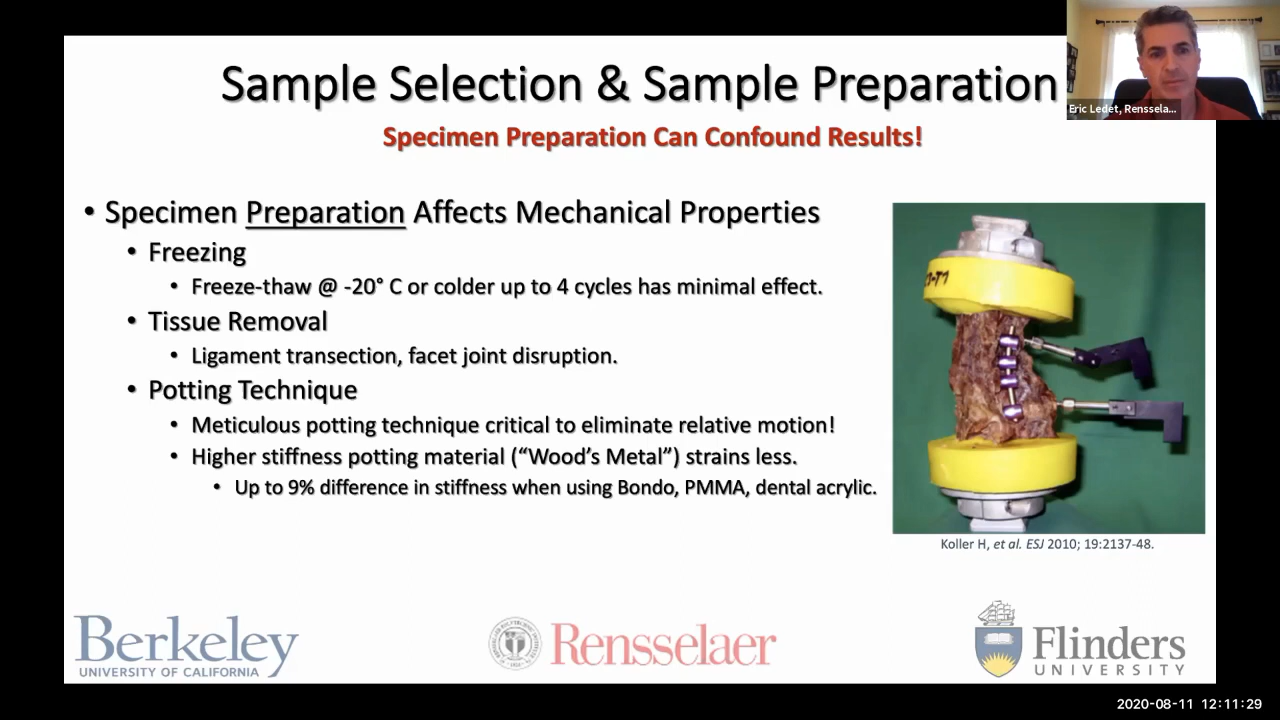 Sample Selection & Sample Preparation
Eric Ledet, Renssela...
Specimen Preparation Can Confound Results!
• Specimen Preparation Affects Mechanical Properties
• Freezing
• Freeze-thaw @ -20° C or colder up to 4 cycles has minimal effect.
• Tissue Removal
• Ligament transection, facet joint disruption.
• Potting Technique
• Meticulous potting technique critical to eliminate relative motion!
• Higher stiffness potting material (“Wood’s Metal”) strains less.
• Up to 9% difference in stiffness when using Bondo, PMMA, dental acrylic.
Koller H, et al. ESJ 2010; 19:2137-48.
Berkeley
UNIVERSITY OF CALIFORNIA
Rensselaer
Flinders
UNIVERSITY
2020-08-11 12:11:29